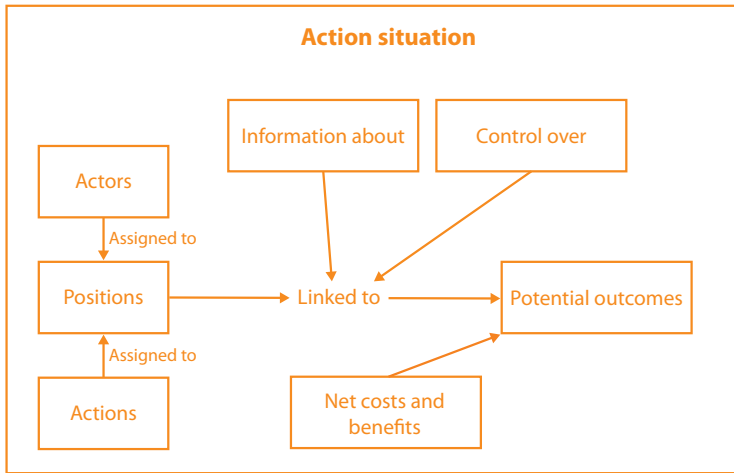 Action situation
Information about
Control over
Actors
Assigned to
Positions
Linked to
Potential outcomes
Assigned to
Actions
Net costs and
benefits